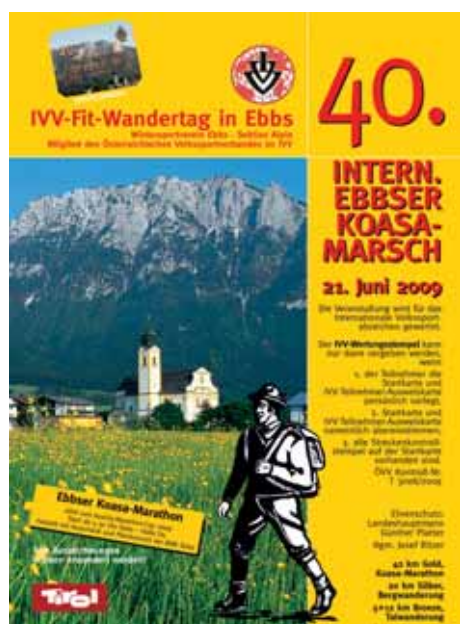 IVV-Fit-Wandertag in Ebbs
Wintersportverein Ebbs - Sektion Alpin
Mitglied des Österreichischen Volkssportverbandes im IVV
IVV
40.
INTERN.
EBBSER
KOASA-
MARSCH
21. Juni 2009
Die Veranstaltung wird für das
Internationale Volkssport-
abzeichen gewertet.
Der IVV-Wertungsstempel kann
nur dann vergeben werden,
wenn
1. der Teilnehmer die
Startkarte und
IVV-Teilnehmer-Ausweiskarte
persönlich vorlegt,
2. Startkarte und
IVV-Teilnehmer-Ausweiskarte
namentlich übereinstimmen,
3. alle Streckenkontroll-
stempel auf der Startkarte
vorhanden sind.
ÖVV Kontroll-Nr.
Ehrenschutz:
Landeshauptmann
Günther Platter
Bgm. Josef Ritzer
40 km Gold,
Koasa-Marathon
20 km Silber,
Bergwanderung
5+12 km Bronze,
Talwanderung
Ebbser Koasa-Marathon
Tirol